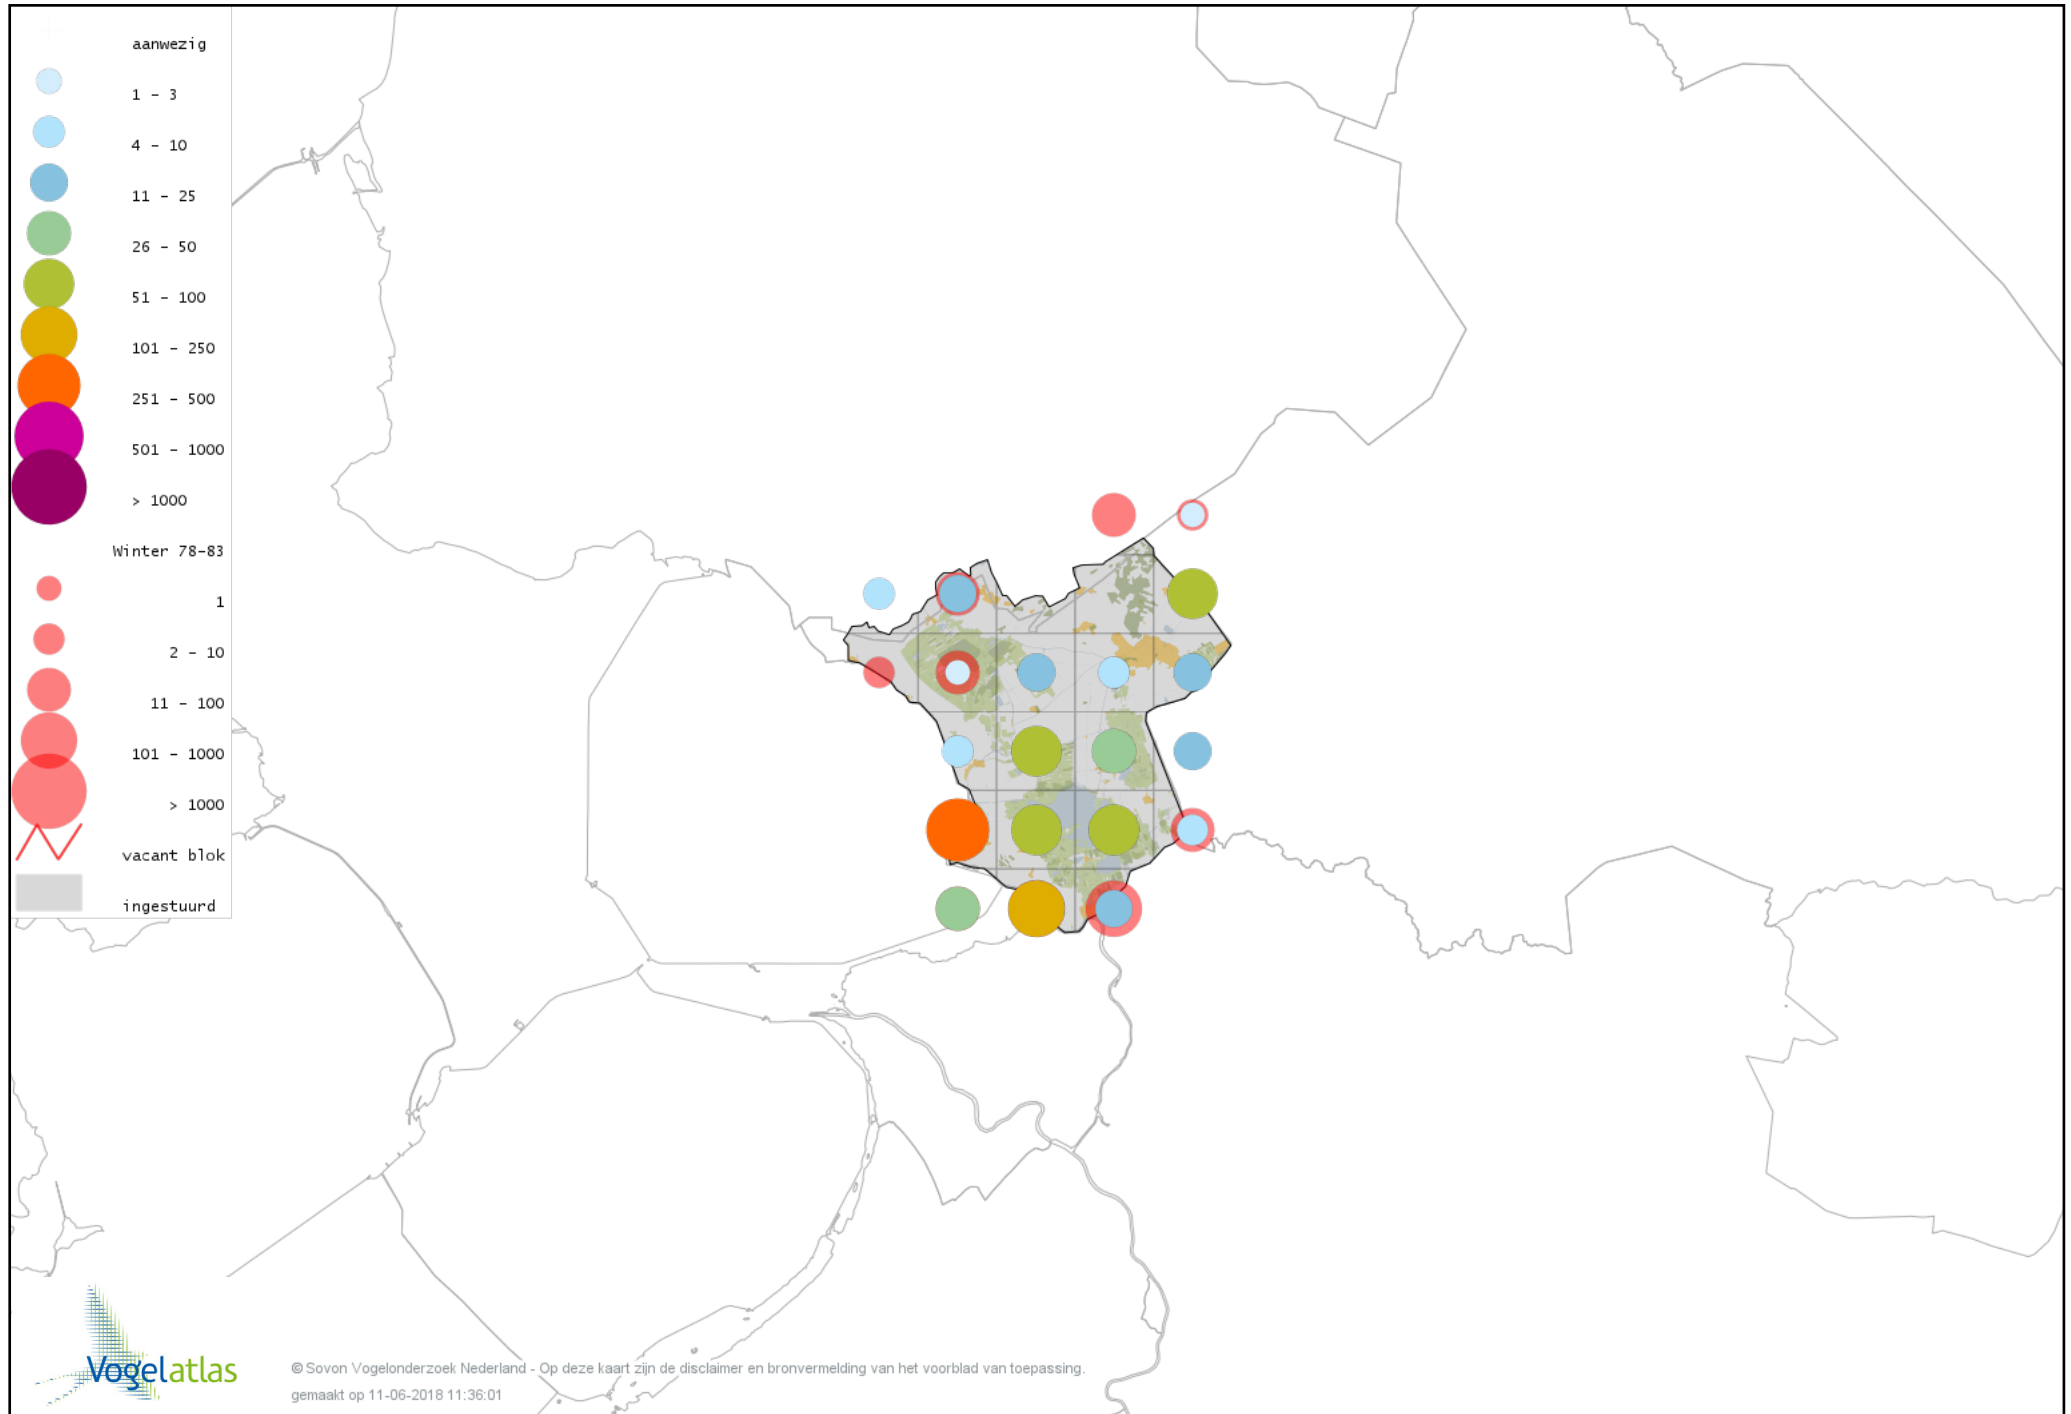 aanwezig
1 - 3
4 - 10
11 - 25
26 - 50
51 - 100
101 - 250
251 - 500
501 - 1000
> 1000
Winter 78-83
1
2 - 10
11 - 100
101 - 1000
> 1000
vacant blok
ingestuurd
Vogelatlas
© Sovon Vogelonderzoek Nederland - Op deze kaart zijn de disclaimer en bronvermelding van het voorblad van toepassing.
gemaakt op 11-06-2018 11:36:01